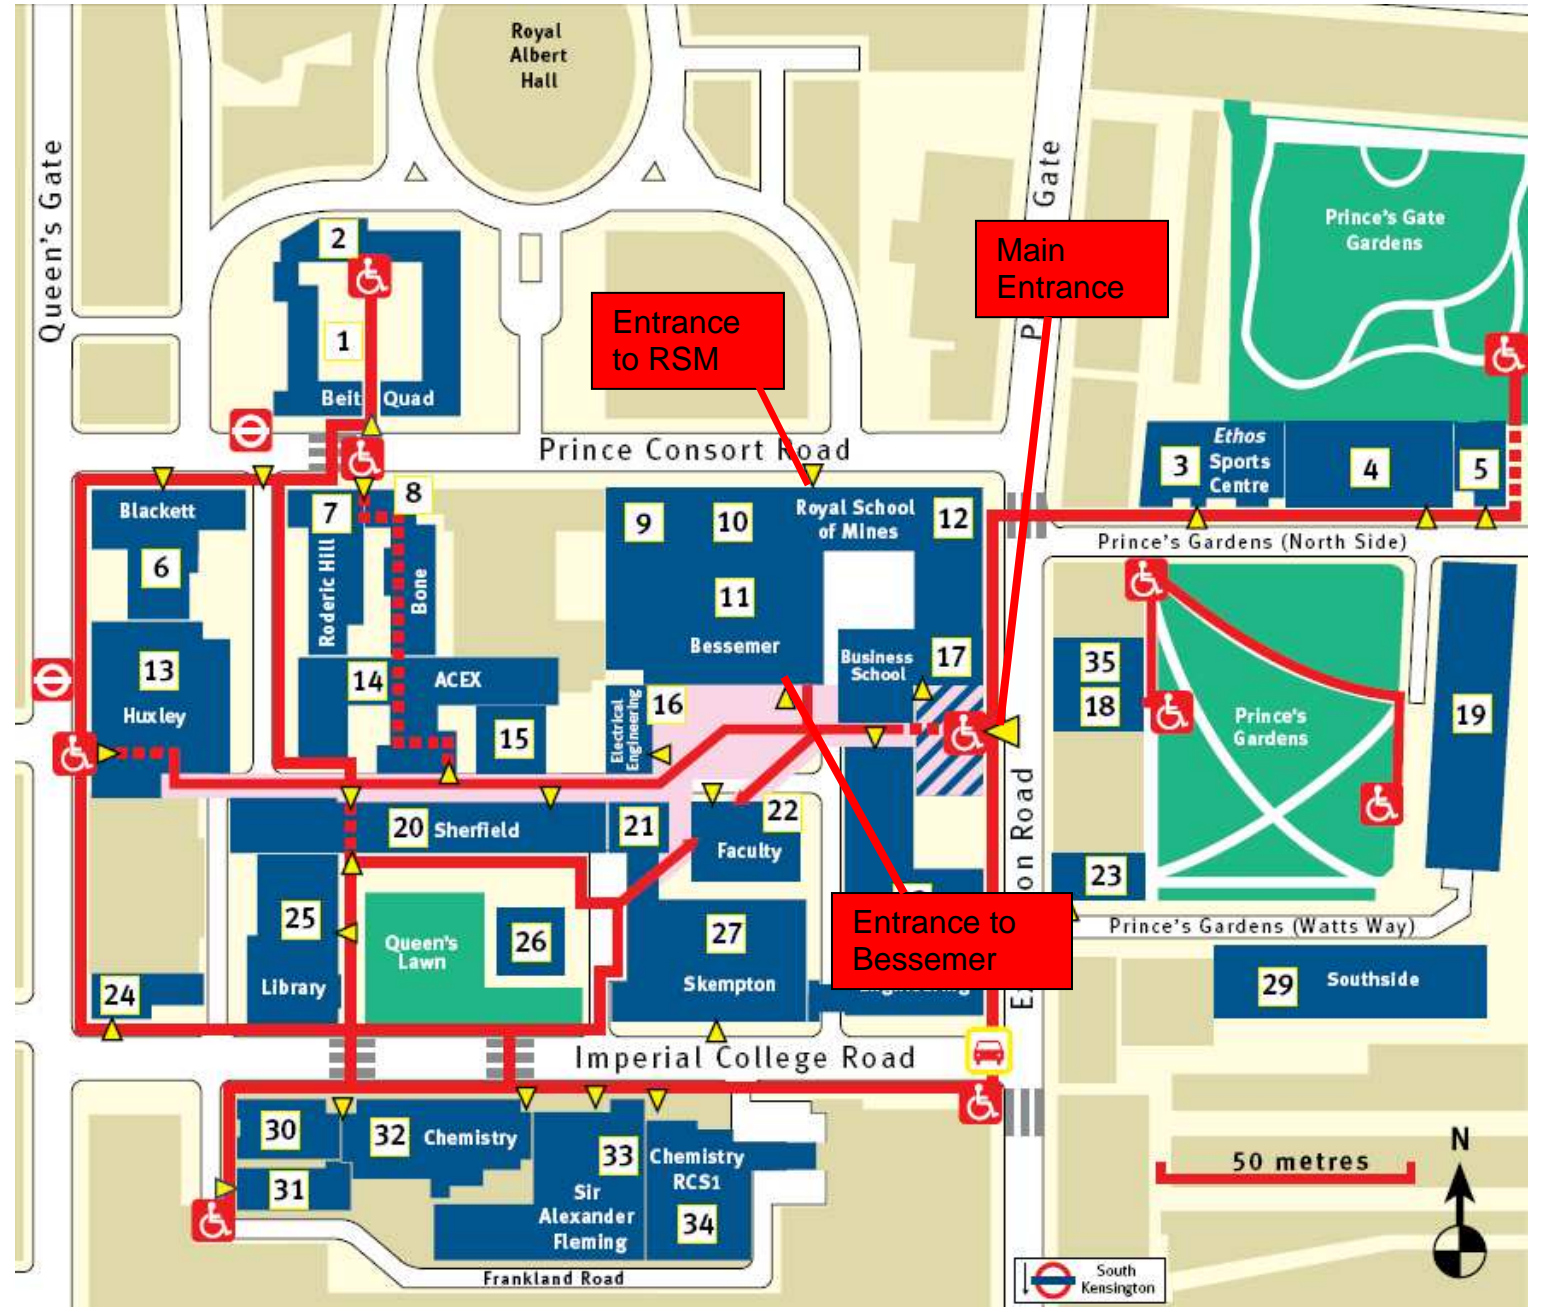 Royal
Albert
Hall
Queen's Gate
Gate
Main
Entrance
Prince's Gate
Gardens
2
1
Beit Quad
Entrance
to RSM
Prince Consort Road
Ethos
Sports
Centre
3
4
5
Prince's Gardens (North Side)
Blackett
6
7
8
Roderic Hill
Bone
9
10
Royal School
of Mines
12
11
Bessemer
13
Huxley
14
ACEX
15
Electrical
Engineering
16
Business
School
17
35
18
Prince's
Gardens
19
20
Sherfield
21
22
Faculty
23
on Road
Ex
25
Library
Queen's
Lawn
26
27
Skempton
Entrance to
Bessemer
Engineering
Prince's Gardens (Watts Way)
29
Southside
24
Imperial College Road
30
31
32
Chemistry
33
Sir
Alexander
Fleming
Chemistry
RCS1
34
Frankland Road
50 metres
N
South
Kensington